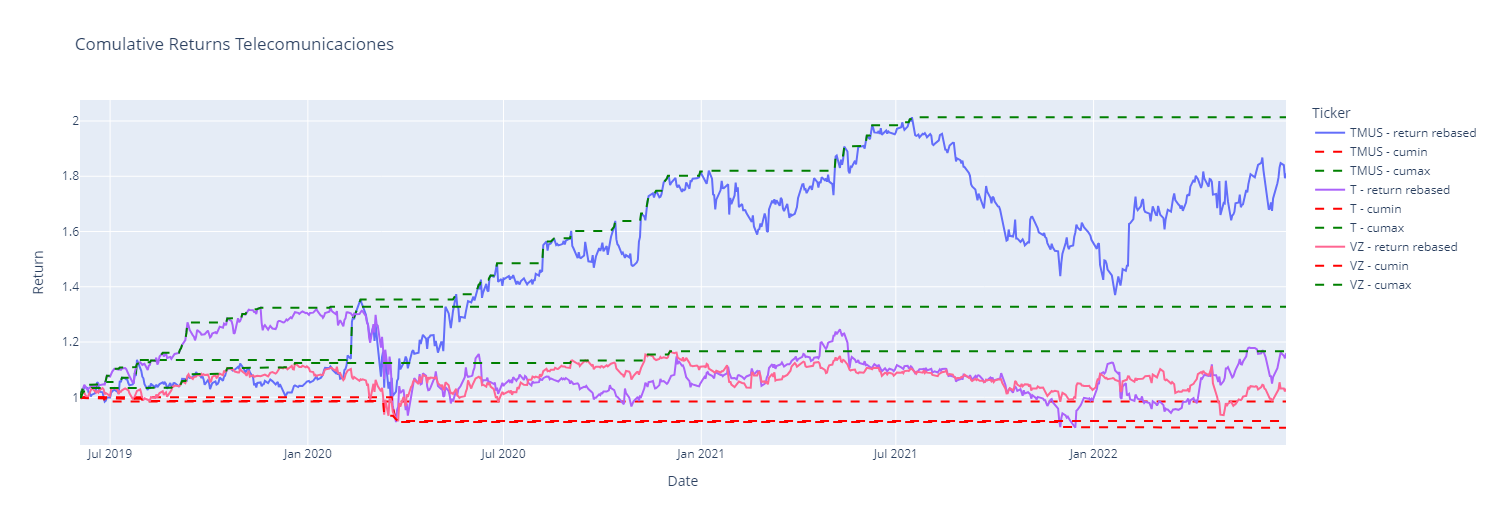 Comulative Returns Telecomunicaciones
Return
2
1.8
1.6
1.4
1.2
1
Jul 2019
Jan 2020
Jul 2020
Jan 2021
Jul 2021
Jan 2022
Date
Ticker
TMUS - return rebased
TMUS - cumin
TMUS - cumax
T - return rebased
T - cumin
T - cumax
VZ - return rebased
VZ - cumin
VZ - cumax